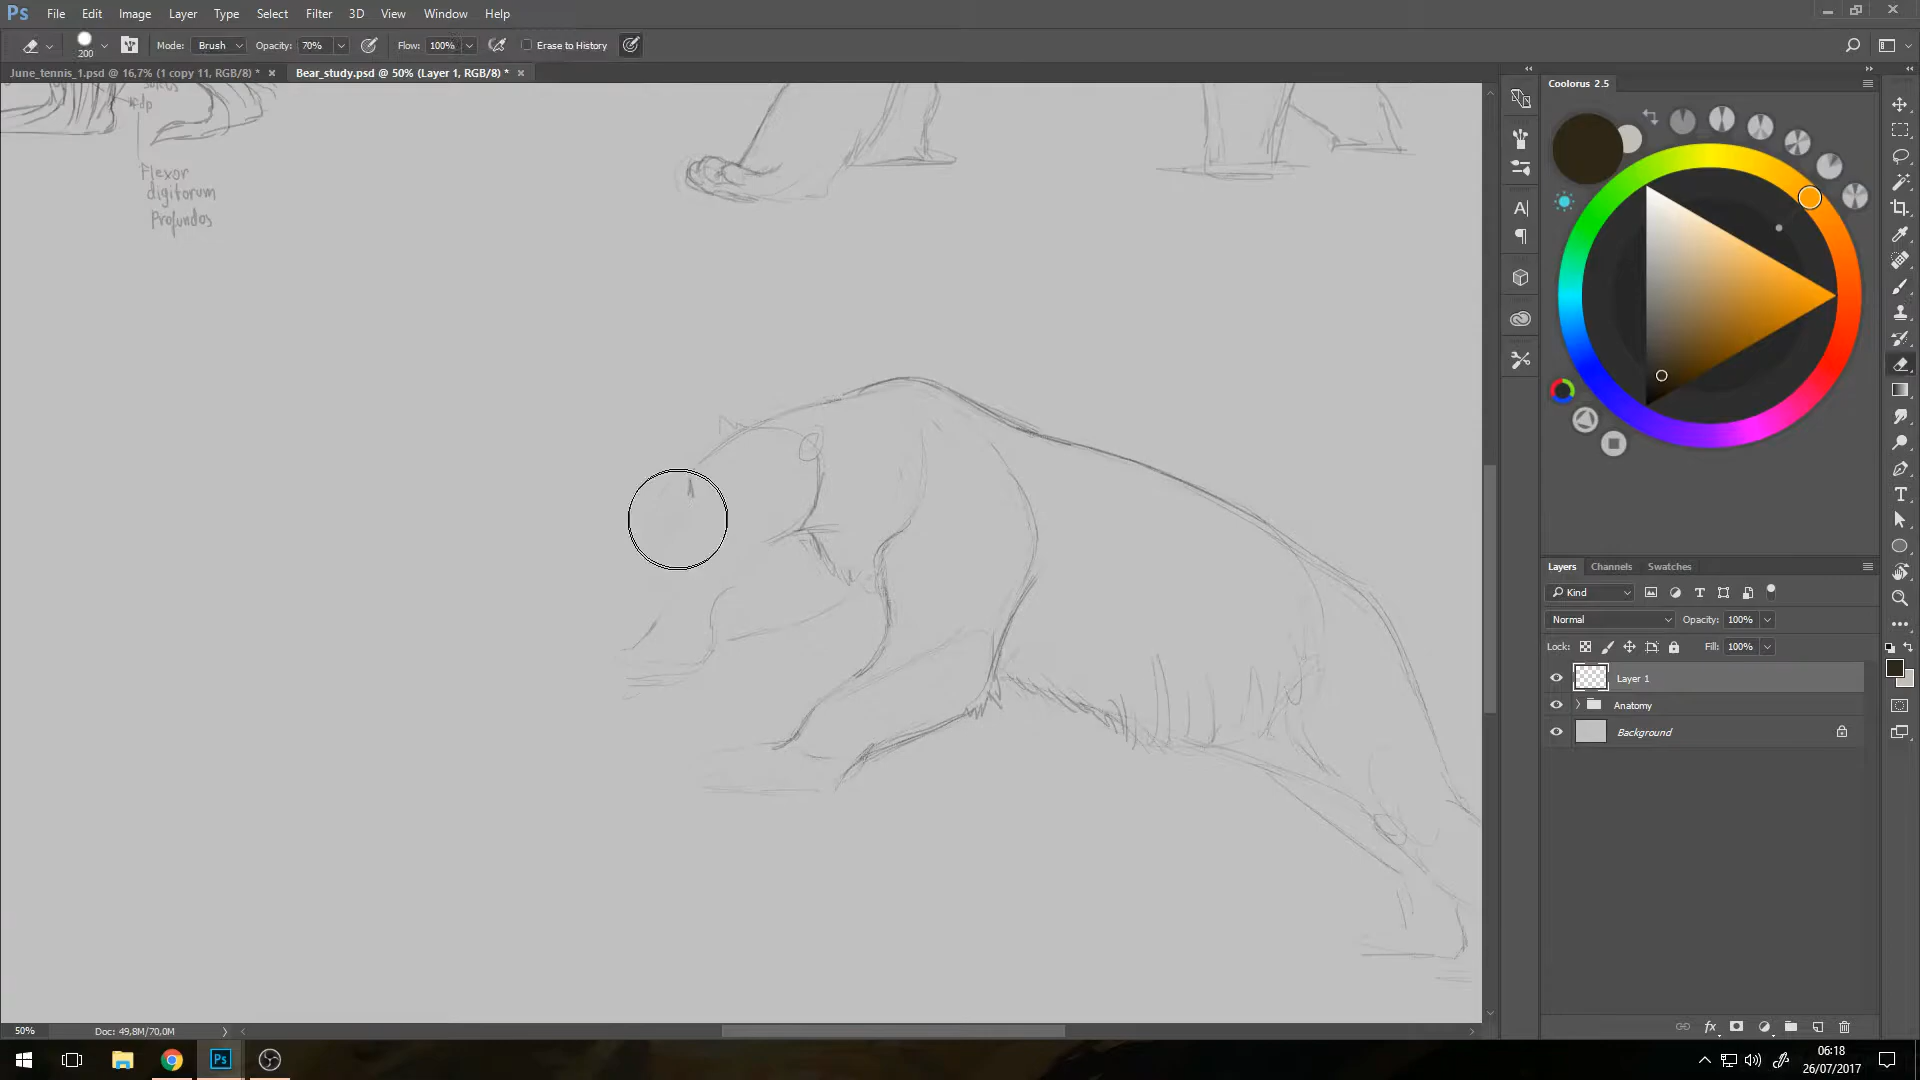 Ps File Edit Image Layer Type Select Filter 3D View Window Help
200 Mode: Brush Opacity: 70% Flow: 100% Erase to History
June_tennis_1.psd @ 16,7% (1 copy 11, RGB/8) * × Bear_study.psd @ 50% (Layer 1, RGB/8) * ×
Coolorus 2.5
fdp
Flexor
digitorum
Profundos
Layers Channels Swatches
Kind
Normal Opacity: 100%
Lock: Fill: 100%
Layer 1
Anatomy
Background
50% Doc: 49,8M/70,0M
Ps
06:18
26/07/2017